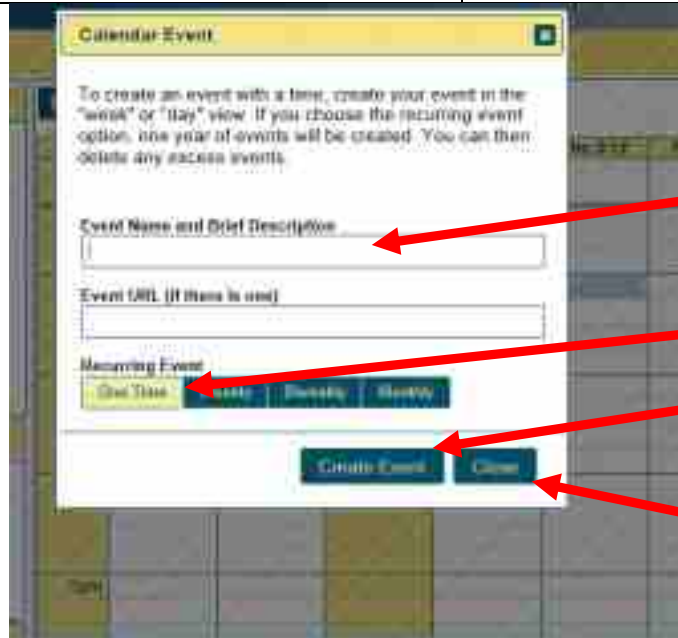 Calendar Event
To create an event with a time, create your event in the
"week" or "day" view. If you choose the recurring event
option, one year of events will be created. You can then
delete any excess events.
Event Name and Brief Description
Event URL (if there is one)
Recurring Event
One Time Weekly Biweekly Monthly
Create Event Close